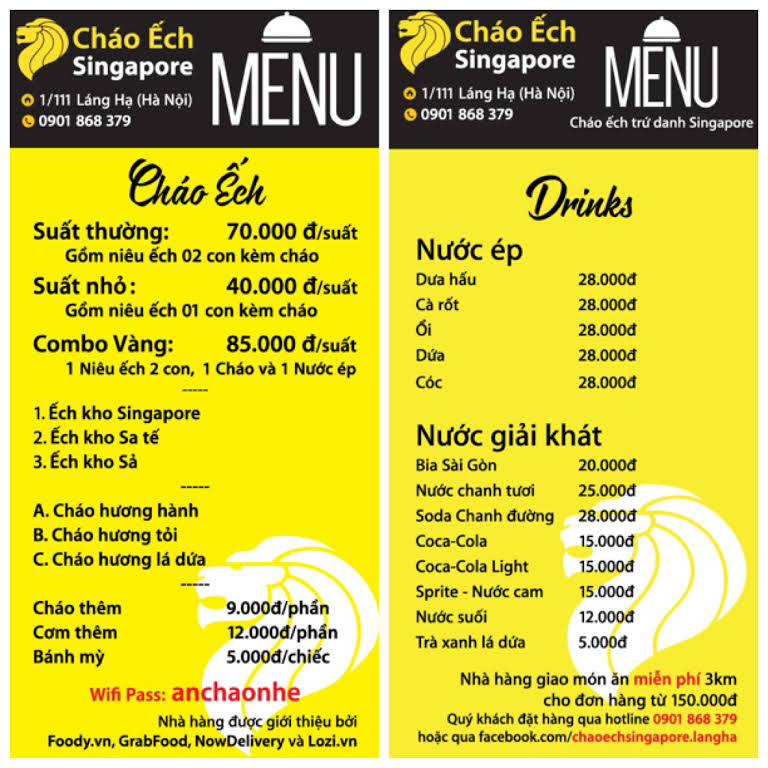 Cháo Ếch
Singapore
1/111 Láng Hạ (Hà Nội)
0901 868 379
MENU
Cháo Ếch
Suất thường: 70.000 đ/suất
Gồm niêu ếch 02 con kèm cháo
Suất nhỏ: 40.000 đ/suất
Gồm niêu ếch 01 con kèm cháo
Combo Vàng: 85.000 đ/suất
1 Niêu ếch 2 con, 1 Cháo và 1 Nước ép
-----
1. Ếch kho Singapore
2. Ếch kho Sa tế
3. Ếch kho Sả
-----
A. Cháo hương hành
B. Cháo hương tỏi
C. Cháo hương lá dứa
-----
Cháo thêm 9.000đ/phần
Cơm thêm 12.000đ/phần
Bánh mỳ 5.000đ/chiếc
Wifi Pass: anchaonhe
Nhà hàng được giới thiệu bởi
Foody.vn, GrabFood, NowDelivery và Lozi.vn
Cháo Ếch
Singapore
1/111 Láng Hạ (Hà Nội)
0901 868 379
MENU
Cháo ếch trứ danh Singapore
Drinks
Nước ép
Dưa hấu 28.000đ
Cà rốt 28.000đ
Ổi 28.000đ
Dứa 28.000đ
Cóc 28.000đ
Nước giải khát
Bia Sài Gòn 20.000đ
Nước chanh tươi 25.000đ
Soda Chanh đường 28.000đ
Coca-Cola 15.000đ
Coca-Cola Light 15.000đ
Sprite - Nước cam 15.000đ
Nước suối 12.000đ
Trà xanh lá dứa 5.000đ
Nhà hàng giao món ăn miễn phí 3km
cho đơn hàng từ 150.000đ
Quý khách đặt hàng qua hotline 0901 868 379
hoặc qua facebook.com/chaoechsingapore.langha